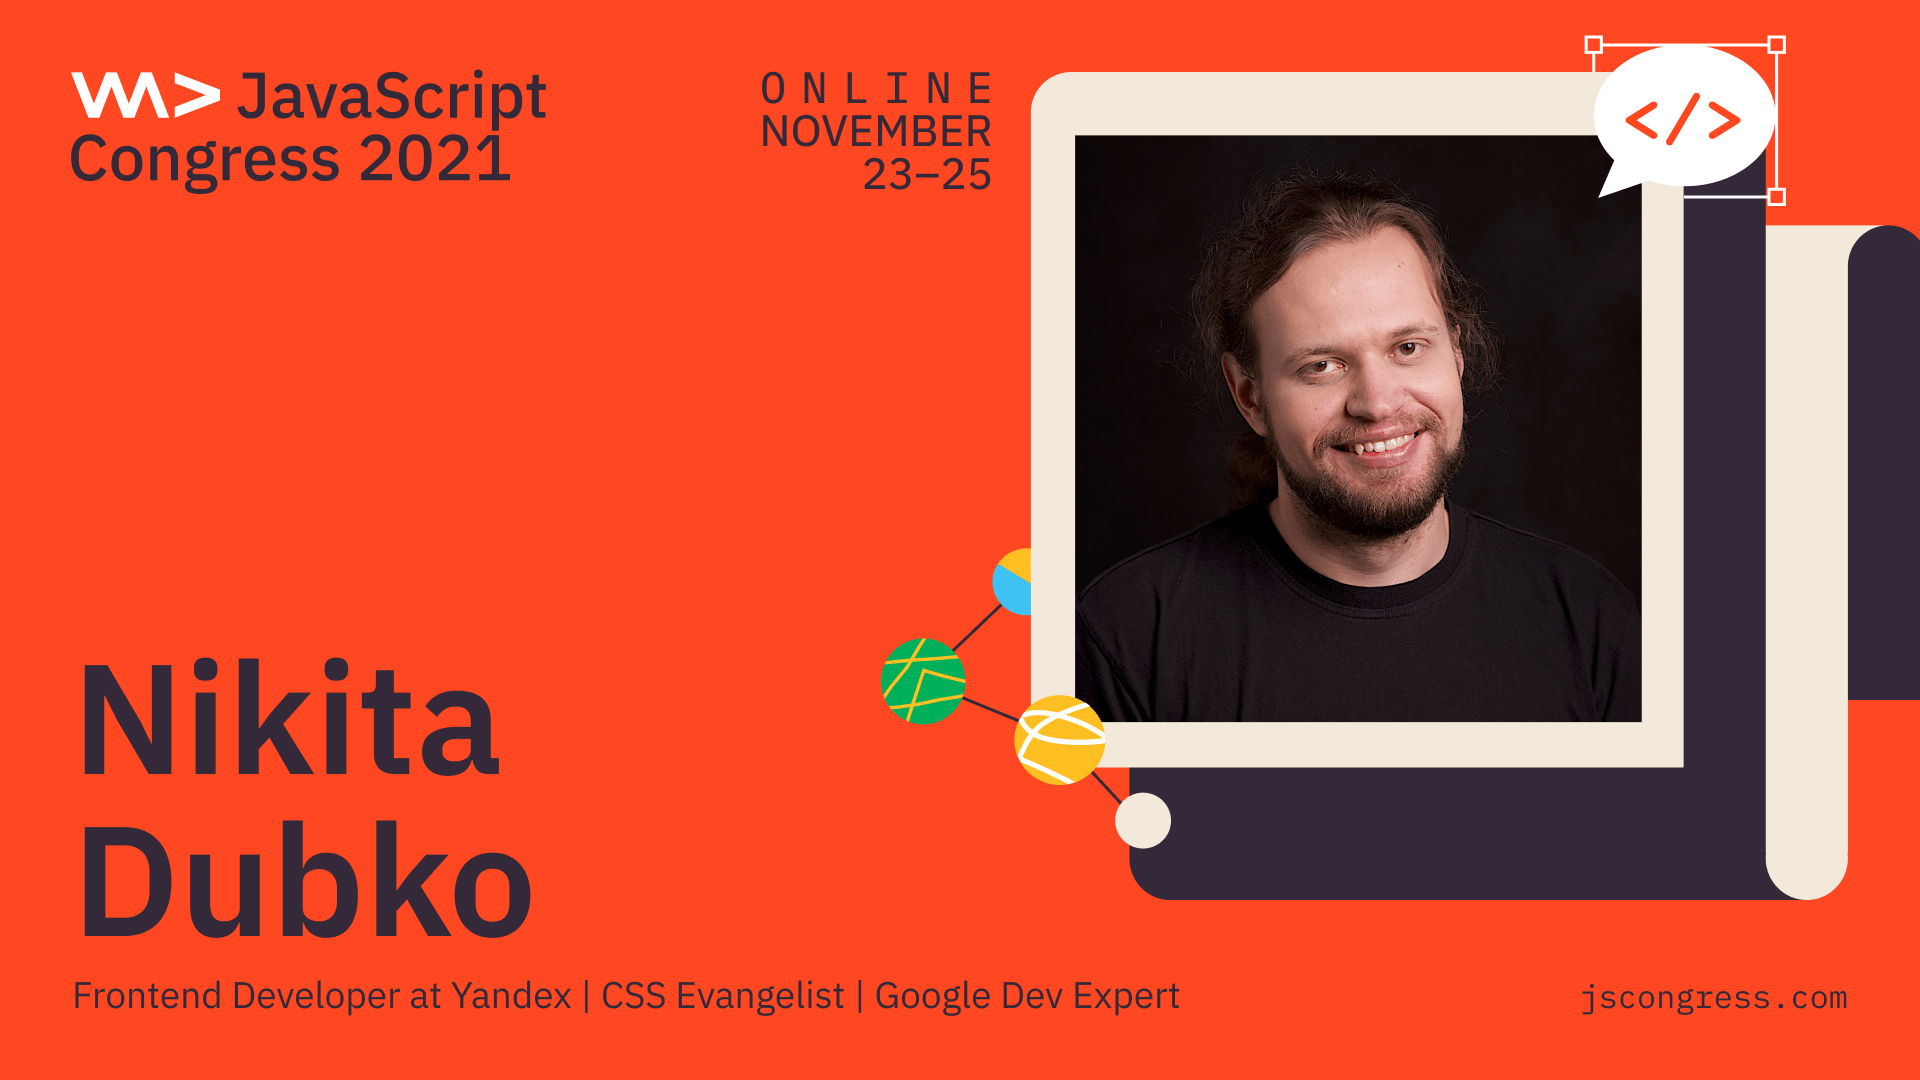 JavaScript
Congress 2021
ONLINE
NOVEMBER
23–25
</>
Nikita
Dubko
Frontend Developer at Yandex | CSS Evangelist | Google Dev Expert
jscongress.com